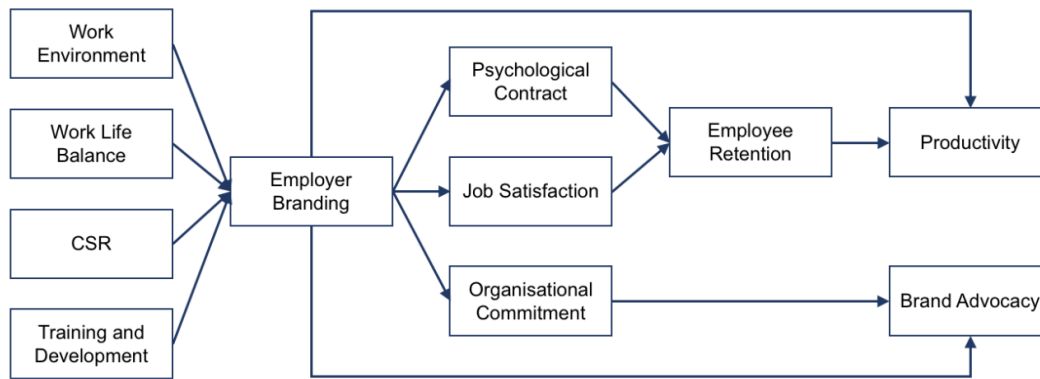 Work
Environment
Work Life
Balance
CSR
Training and
Development
Employer
Branding
Psychological
Contract
Job Satisfaction
Organisational
Commitment
Employee
Retention
Productivity
Brand Advocacy